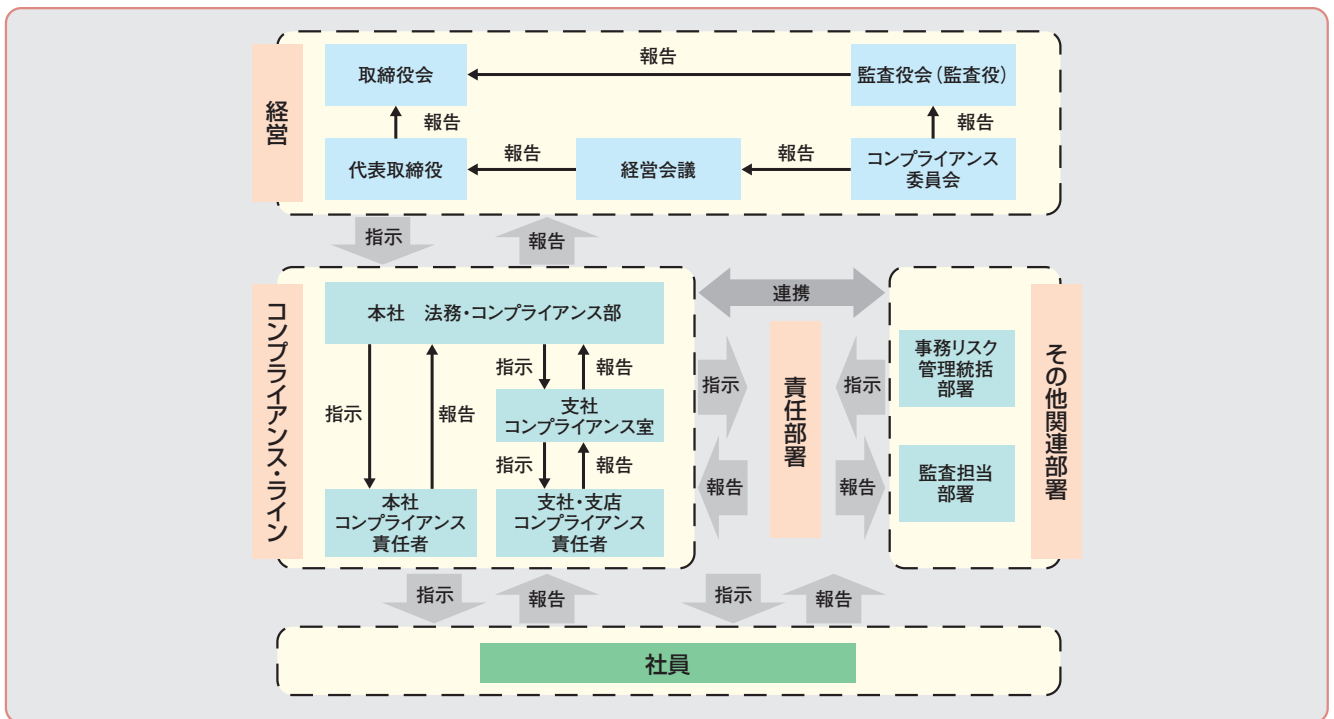 経営
取締役会
報告
監査役会(監査役)
報告
報告
代表取締役
報告
経営会議
報告
コンプライアンス
委員会
指示
報告
コンプライアンス・ライン
本社 法務・コンプライアンス部
指示
報告
指示
報告
支社
コンプライアンス室
指示
報告
本社
コンプライアンス
責任者
支社・支店
コンプライアンス
責任者
連携
指示
報告
責任部署
指示
報告
事務リスク
管理統括
部署
監査担当
部署
その他関連部署
指示
報告
指示
報告
社員